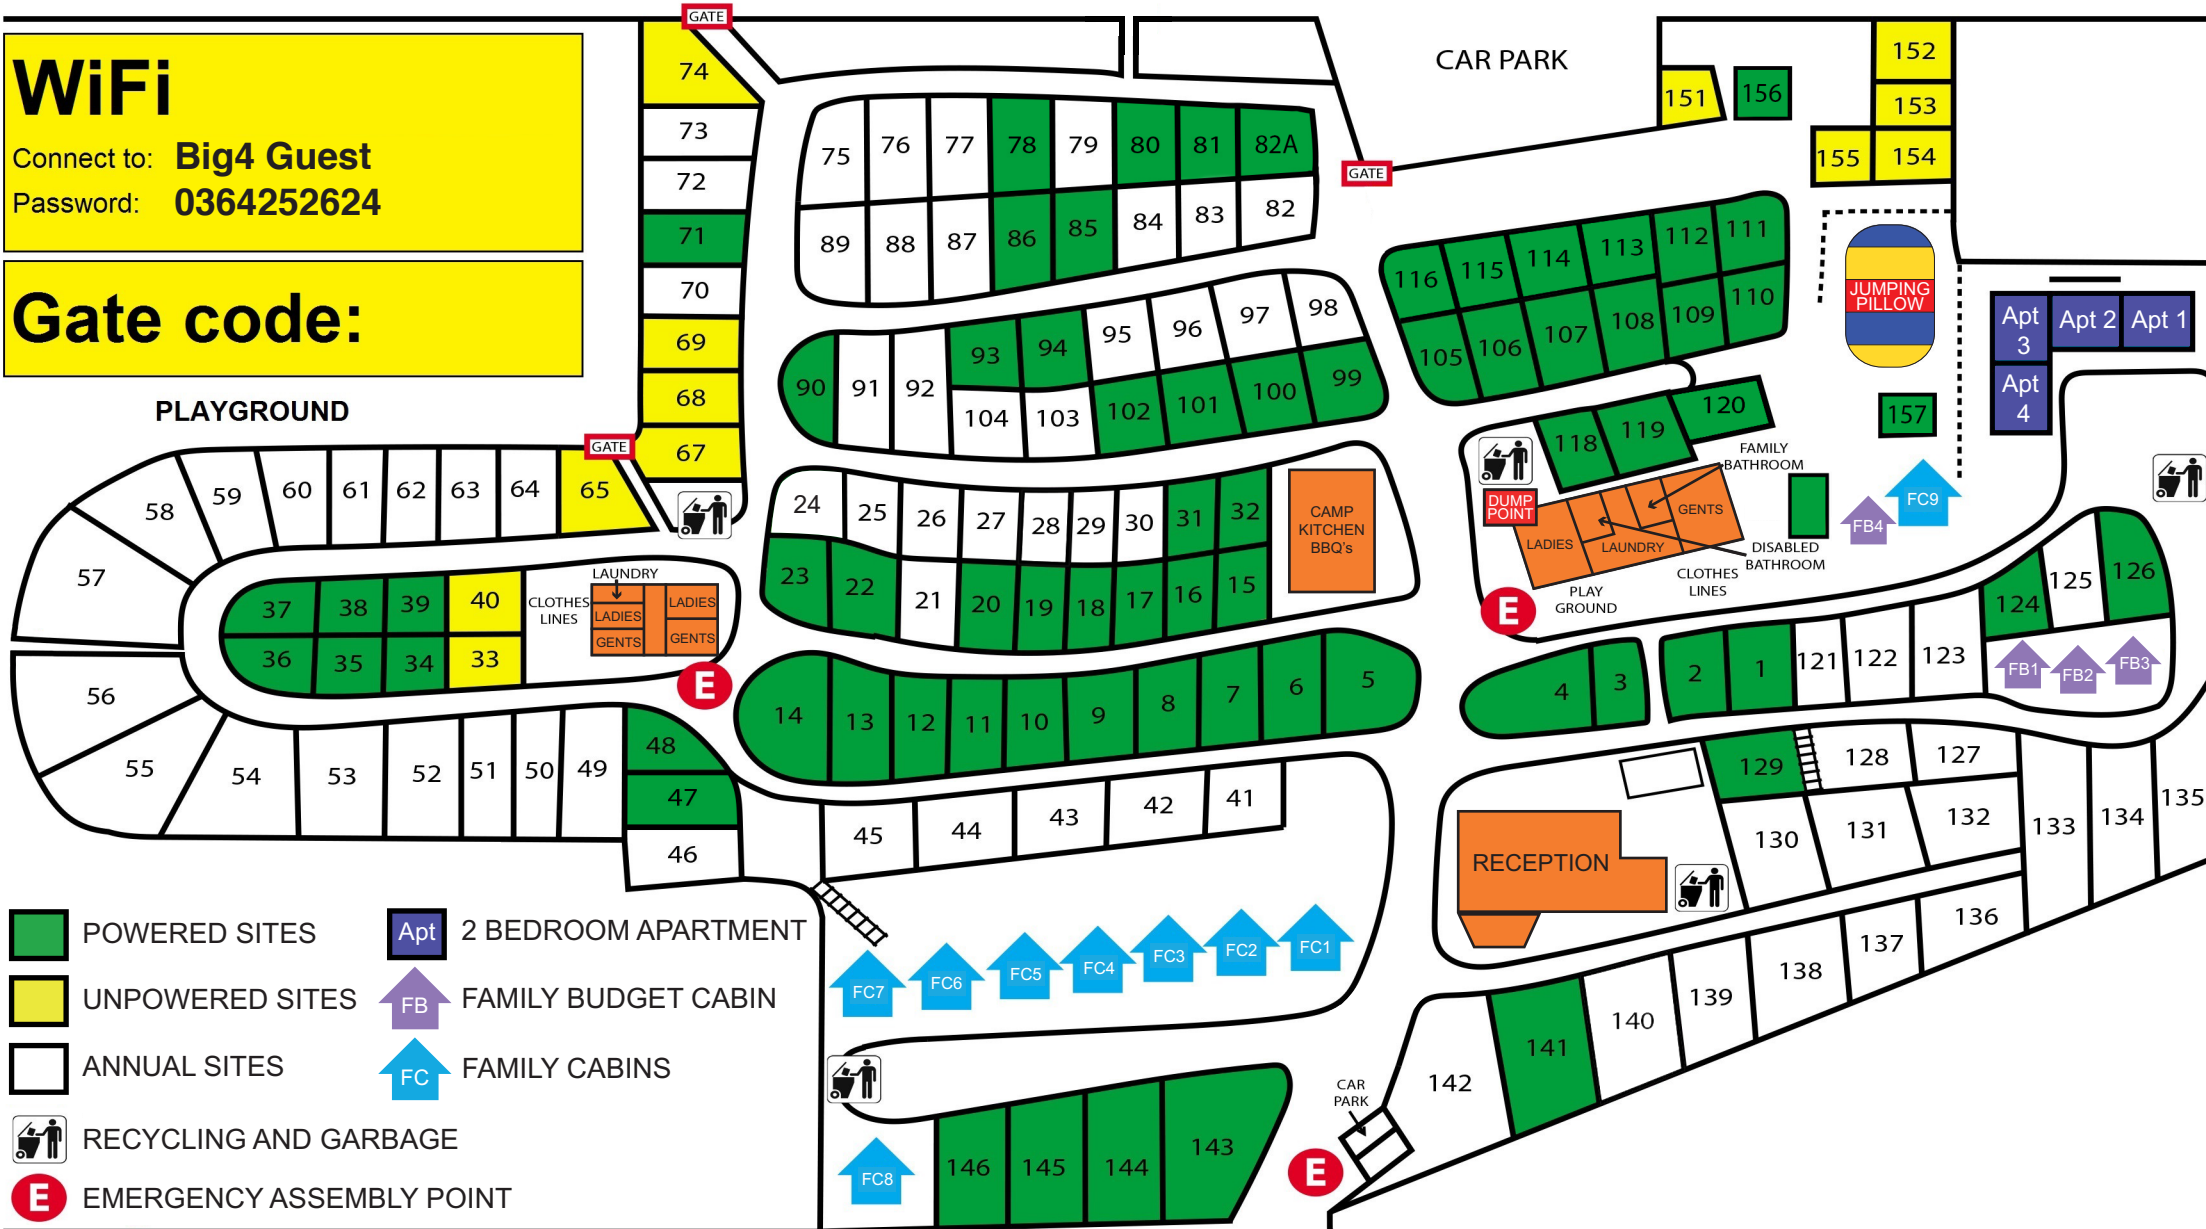 WiFi
Connect to: Big4 Guest
Password: 0364252624
Gate code:
PLAYGROUND
GATE
GATE
GATE
CAR PARK
74
73
72
71
70
69
68
67
75 76 77 78 79 80 81 82A
89 88 87 86 85 84 83 82
90 91 92 93 94 95 96 97 98
104 103 102 101 100 99
151 156
152
153
155 154
116 115 114 113 112 111
105 106 107 108 109 110
JUMPING
PILLOW
Apt
3
Apt 2 Apt 1
Apt
4
157
118 119 120
FAMILY
BATHROOM
DUMP
POINT
LADIES
LAUNDRY
GENTS
DISABLED
BATHROOM
CLOTHES
LINES
PLAY
GROUND
FB4
FC9
E
58 59 60 61 62 63 64 65
57
56
55 54 53 52 51 50 49
48
47
46
37 38 39 40
36 35 34 33
CLOTHES
LINES
LAUNDRY
LADIES
GENTS
LADIES
GENTS
E
24 25 26 27 28 29 30 31 32
23 22 21 20 19 18 17 16 15
CAMP
KITCHEN
BBQ's
14 13 12 11 10 9 8 7 6 5
4 3 2 1 121 122 123
124 125 126
FB1 FB2 FB3
45 44 43 42 41
129 128 127
130 131 132 133 134 135
RECEPTION
136
137
138
139
140
141
142
FC7 FC6 FC5 FC4 FC3 FC2 FC1
FC8
146 145 144 143
CAR
PARK
E
POWERED SITES
UNPOWERED SITES
ANNUAL SITES
RECYCLING AND GARBAGE
E EMERGENCY ASSEMBLY POINT
Apt 2 BEDROOM APARTMENT
FB FAMILY BUDGET CABIN
FC FAMILY CABINS